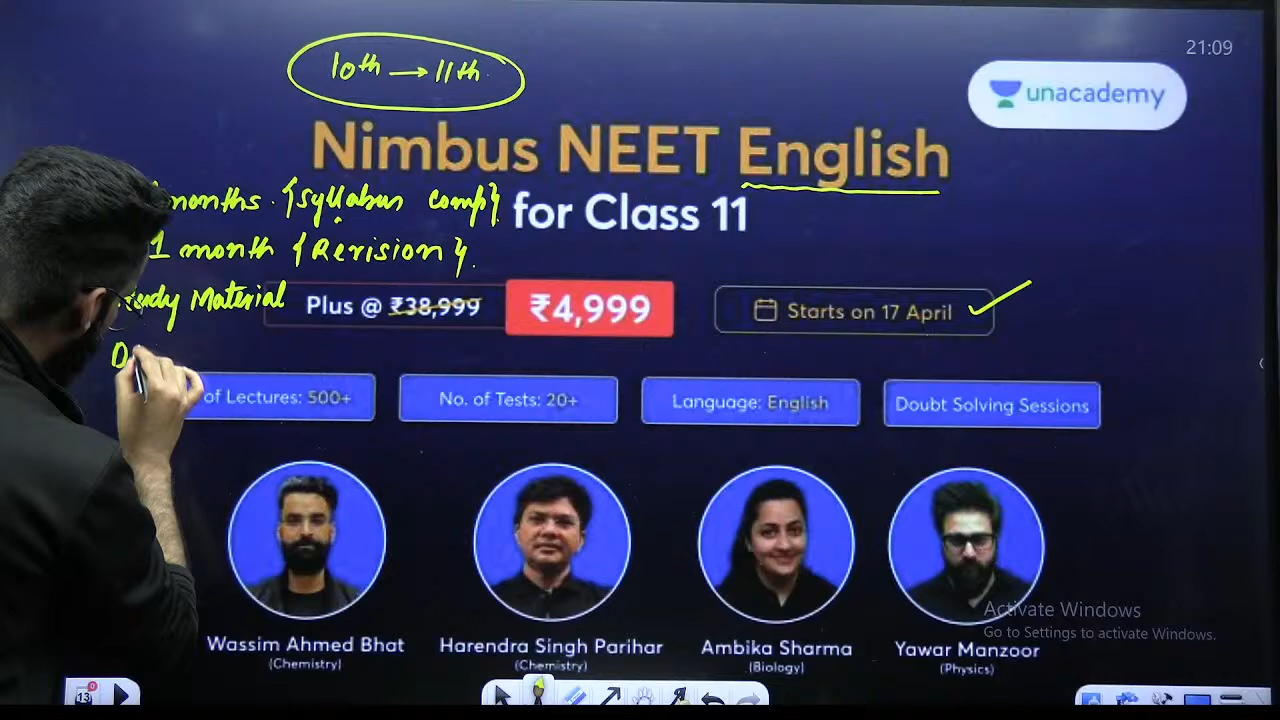 21:09
10th → 11th
unacademy
Nimbus NEET English
months. {syllabus comp}
for Class 11
1 month {Revision}
Material
Plus @ ₹38,999
₹4,999
Starts on 17 April
of Lectures: 500+
No. of Tests: 20+
Language: English
Doubt Solving Sessions
Wassim Ahmed Bhat
(Chemistry)
Harendra Singh Parihar
(Chemistry)
Ambika Sharma
(Biology)
Yawar Manzoor
(Physics)
Activate Windows
Go to Settings to activate Windows.
13